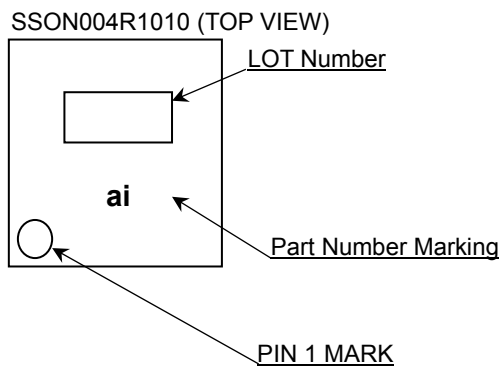 SSON004R1010 (TOP VIEW)
LOT Number
ai
Part Number Marking
PIN 1 MARK